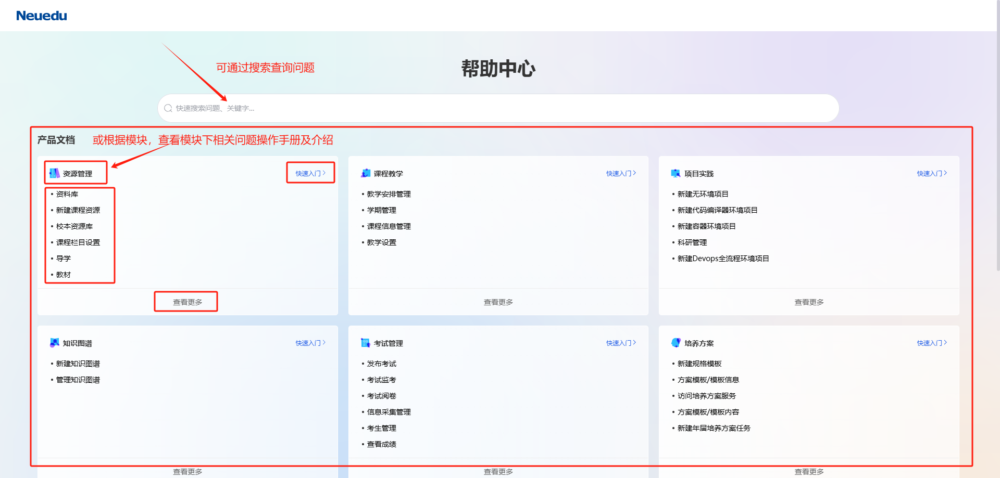 Neuedu
可通过搜索查询问题
帮助中心
快速搜索问题、关键字...
产品文档
或根据模块，查看模块下相关问题操作手册及介绍
资源管理
快速入门
• 资料库
• 新建课程资源
• 校本资源库
• 课程栏目设置
• 导学
• 教材
查看更多
课程教学
快速入门
• 教学安排管理
• 学期管理
• 课程信息管理
• 教学设置
查看更多
项目实践
快速入门
• 新建无环境项目
• 新建代码编译器环境项目
• 新建容器环境项目
• 科研管理
• 新建Devops全流程环境项目
查看更多
知识图谱
快速入门
• 新建知识图谱
• 管理知识图谱
查看更多
考试管理
快速入门
• 发布考试
• 考试监考
• 考试阅卷
• 信息采集管理
• 考生管理
• 查看成绩
查看更多
培养方案
快速入门
• 新建规格模板
• 方案模板/模板信息
• 访问培养方案服务
• 方案模板/模板内容
• 新建年届培养方案任务
查看更多